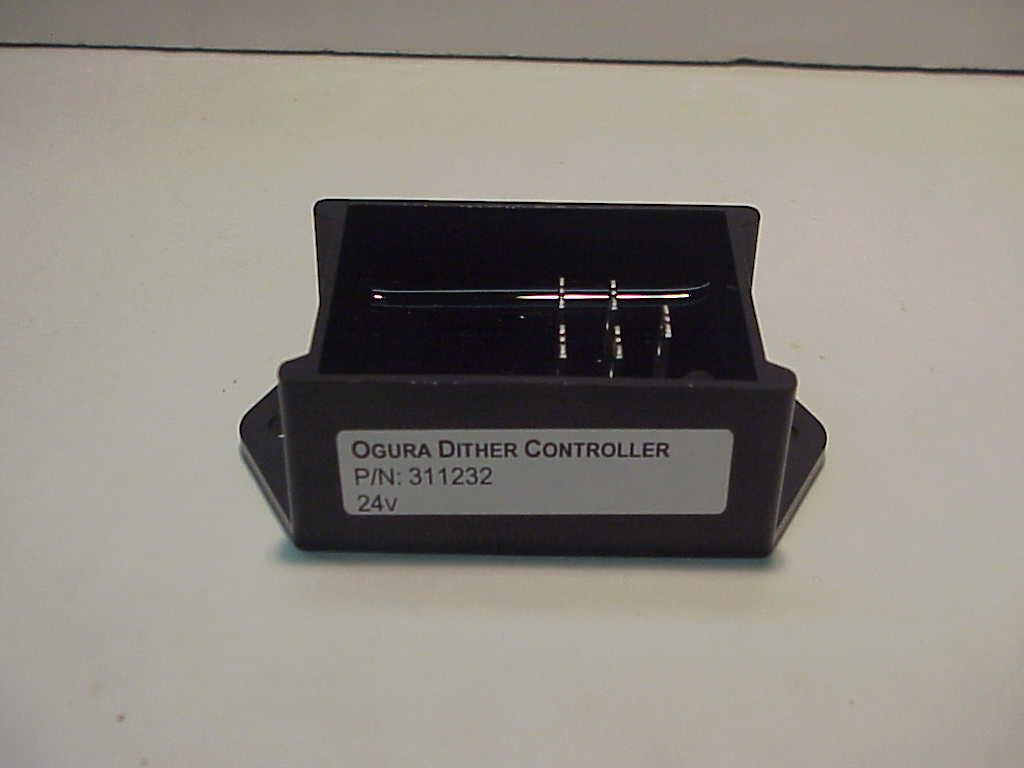 OGURA DITHER CONTROLLER
P/N: 311232
24V